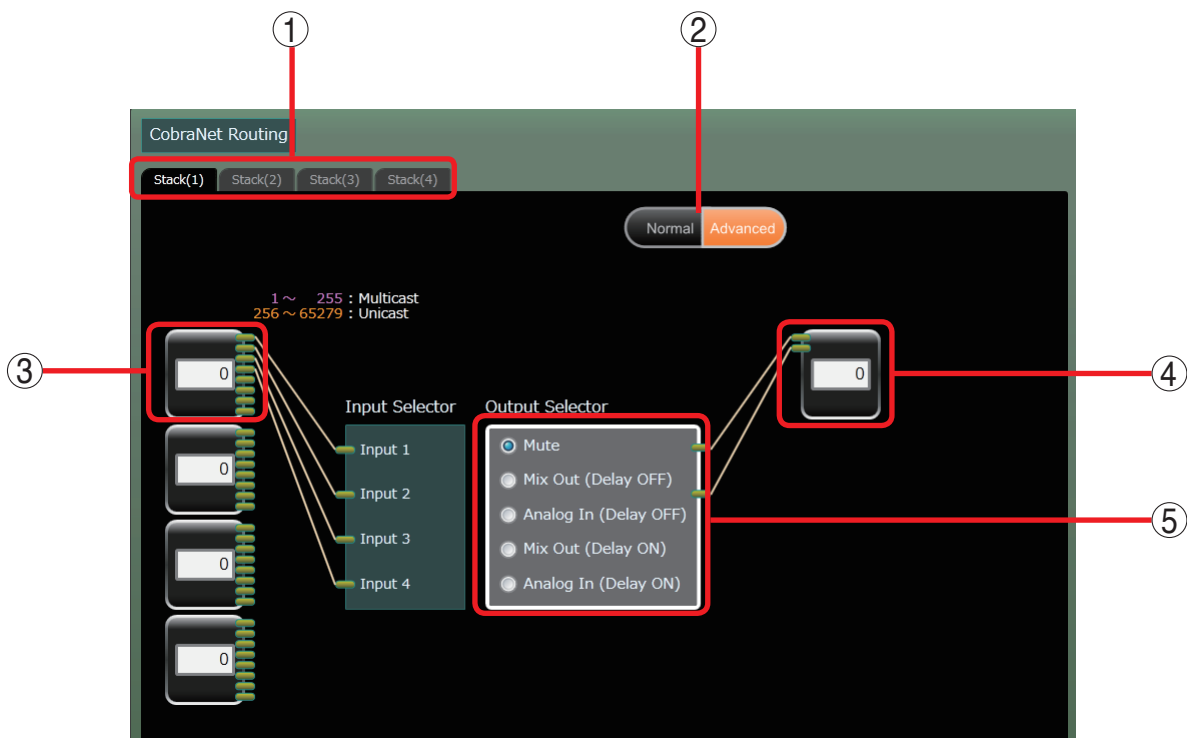 ① ②
CobraNet Routing
Stack(1) Stack(2) Stack(3) Stack(4)
Normal Advanced
1～ 255 : Multicast
256～65279 : Unicast
③ 0 0 ④
Input Selector Output Selector
Input 1 Mute
0
Input 2 Mix Out (Delay OFF)
Analog In (Delay OFF) ⑤
Input 3 Mix Out (Delay ON)
0
Input 4 Analog In (Delay ON)
0